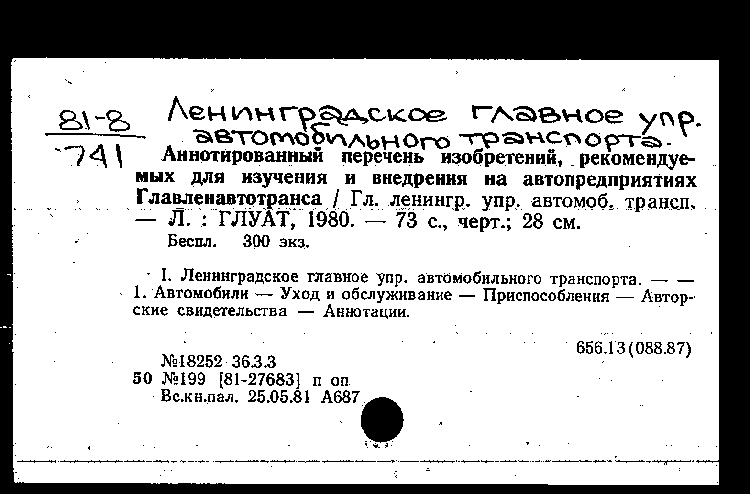 81-8
741
Ленинградское главное упр.
автомобильного транспорта.
Аннотированный перечень изобретений, рекомендуе-
мых для изучения и внедрения на автопредприятиях
Главленавтотранса / Гл. ленингр. упр. автомоб. трансп.
— Л. : ГЛУАТ, 1980. — 73 с., черт.; 28 см.
Беспл. 300 экз.
I. Ленинградское главное упр. автомобильного транспорта. — —
1. Автомобили — Уход и обслуживание — Приспособления — Автор-
ские свидетельства — Аннотации.
656.13(088.87)
№18252 36.3.3
50 №199 [81-27683] п оп
Вс.кн.пал. 25.05.81 А687